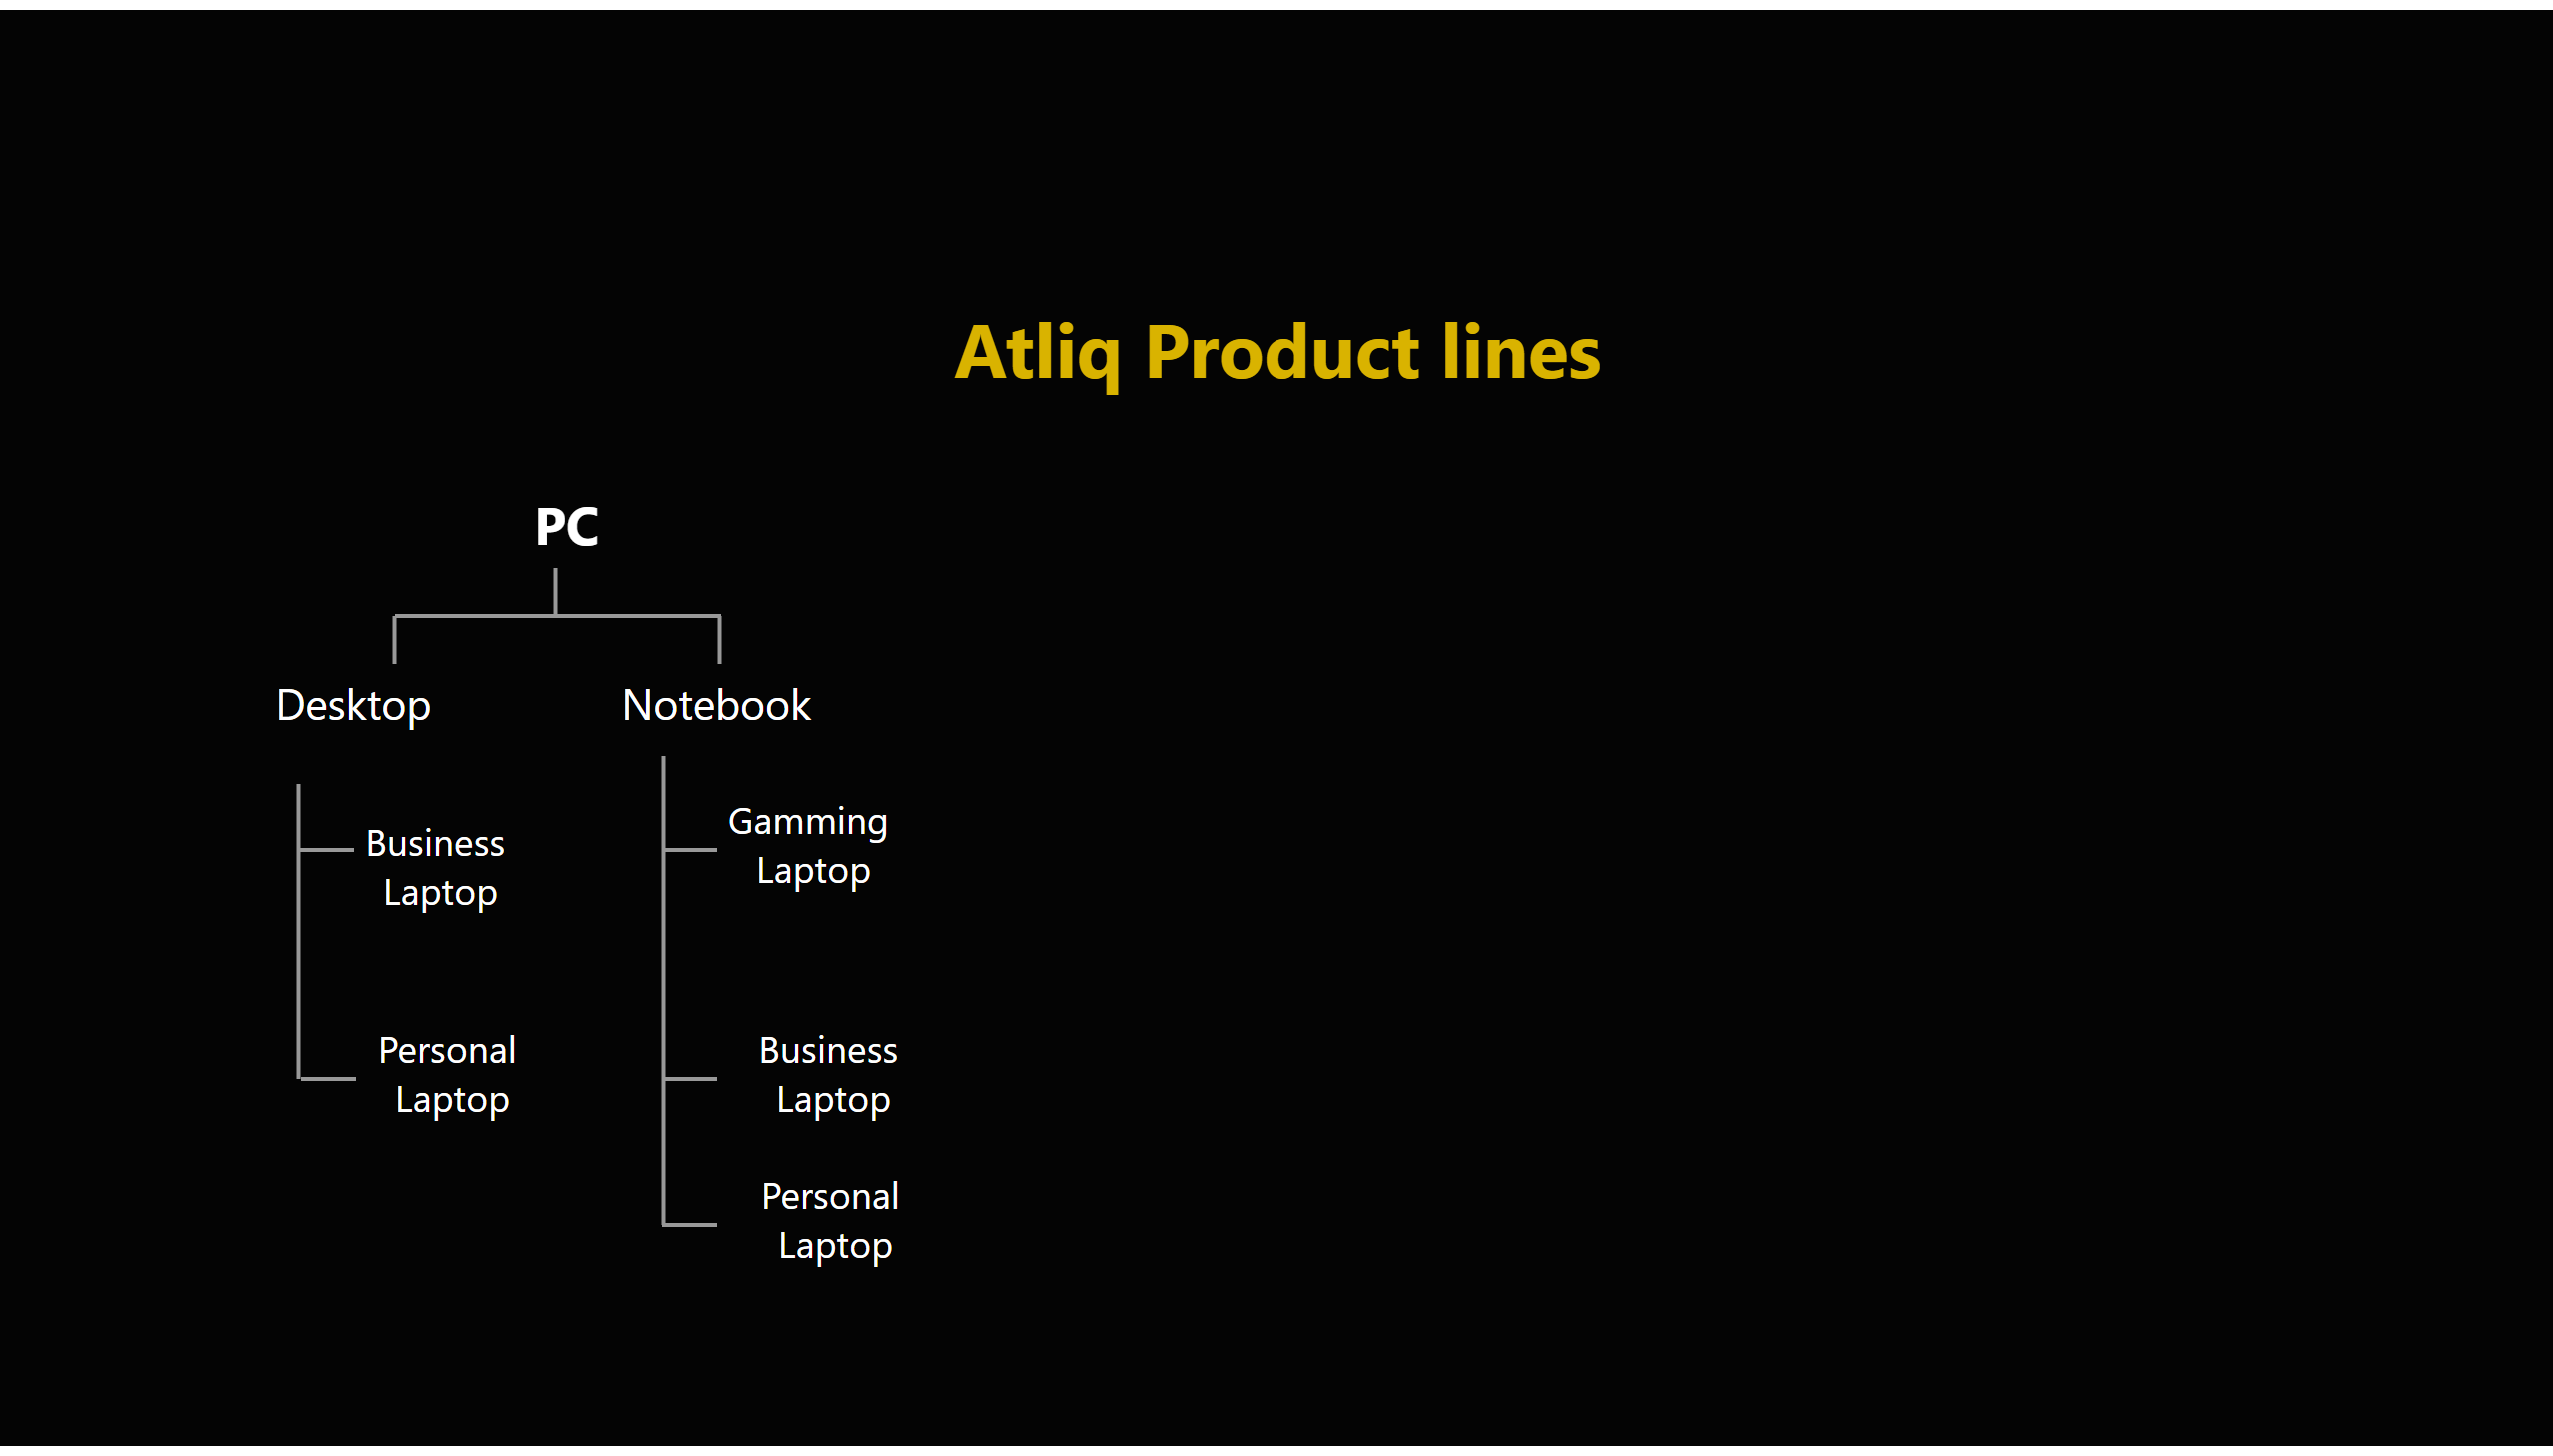 Atliq Product lines
PC
Desktop
Business
Laptop
Personal
Laptop
Notebook
Gamming
Laptop
Business
Laptop
Personal
Laptop